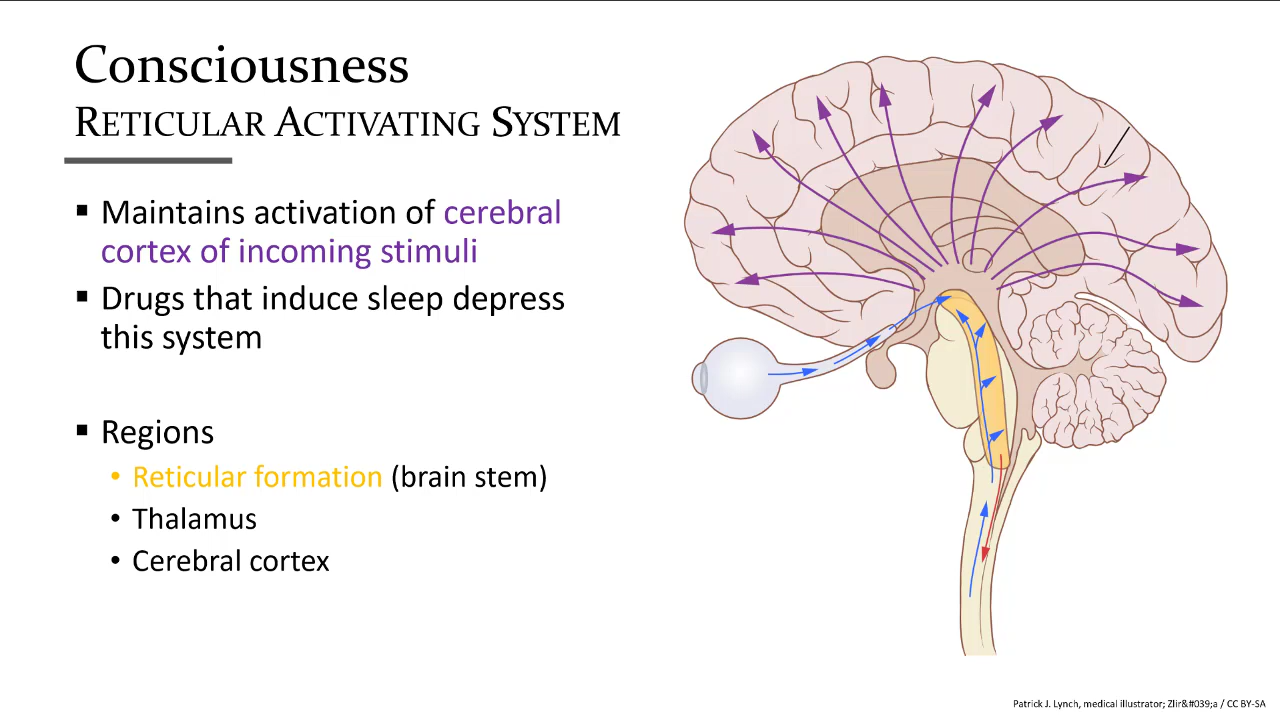 Consciousness
RETICULAR ACTIVATING SYSTEM
▪ Maintains activation of cerebral
cortex of incoming stimuli
▪ Drugs that induce sleep depress
this system
▪ Regions
• Reticular formation (brain stem)
• Thalamus
• Cerebral cortex
Patrick J. Lynch, medical illustrator; Zlir&#039;a / CC BY-SA